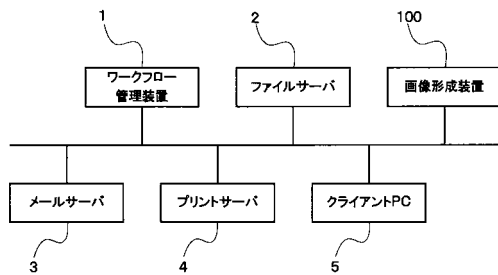 1
2
100
ワークフロー
管理装置
ファイルサーバ
画像形成装置
メールサーバ
プリントサーバ
クライアントPC
3
4
5